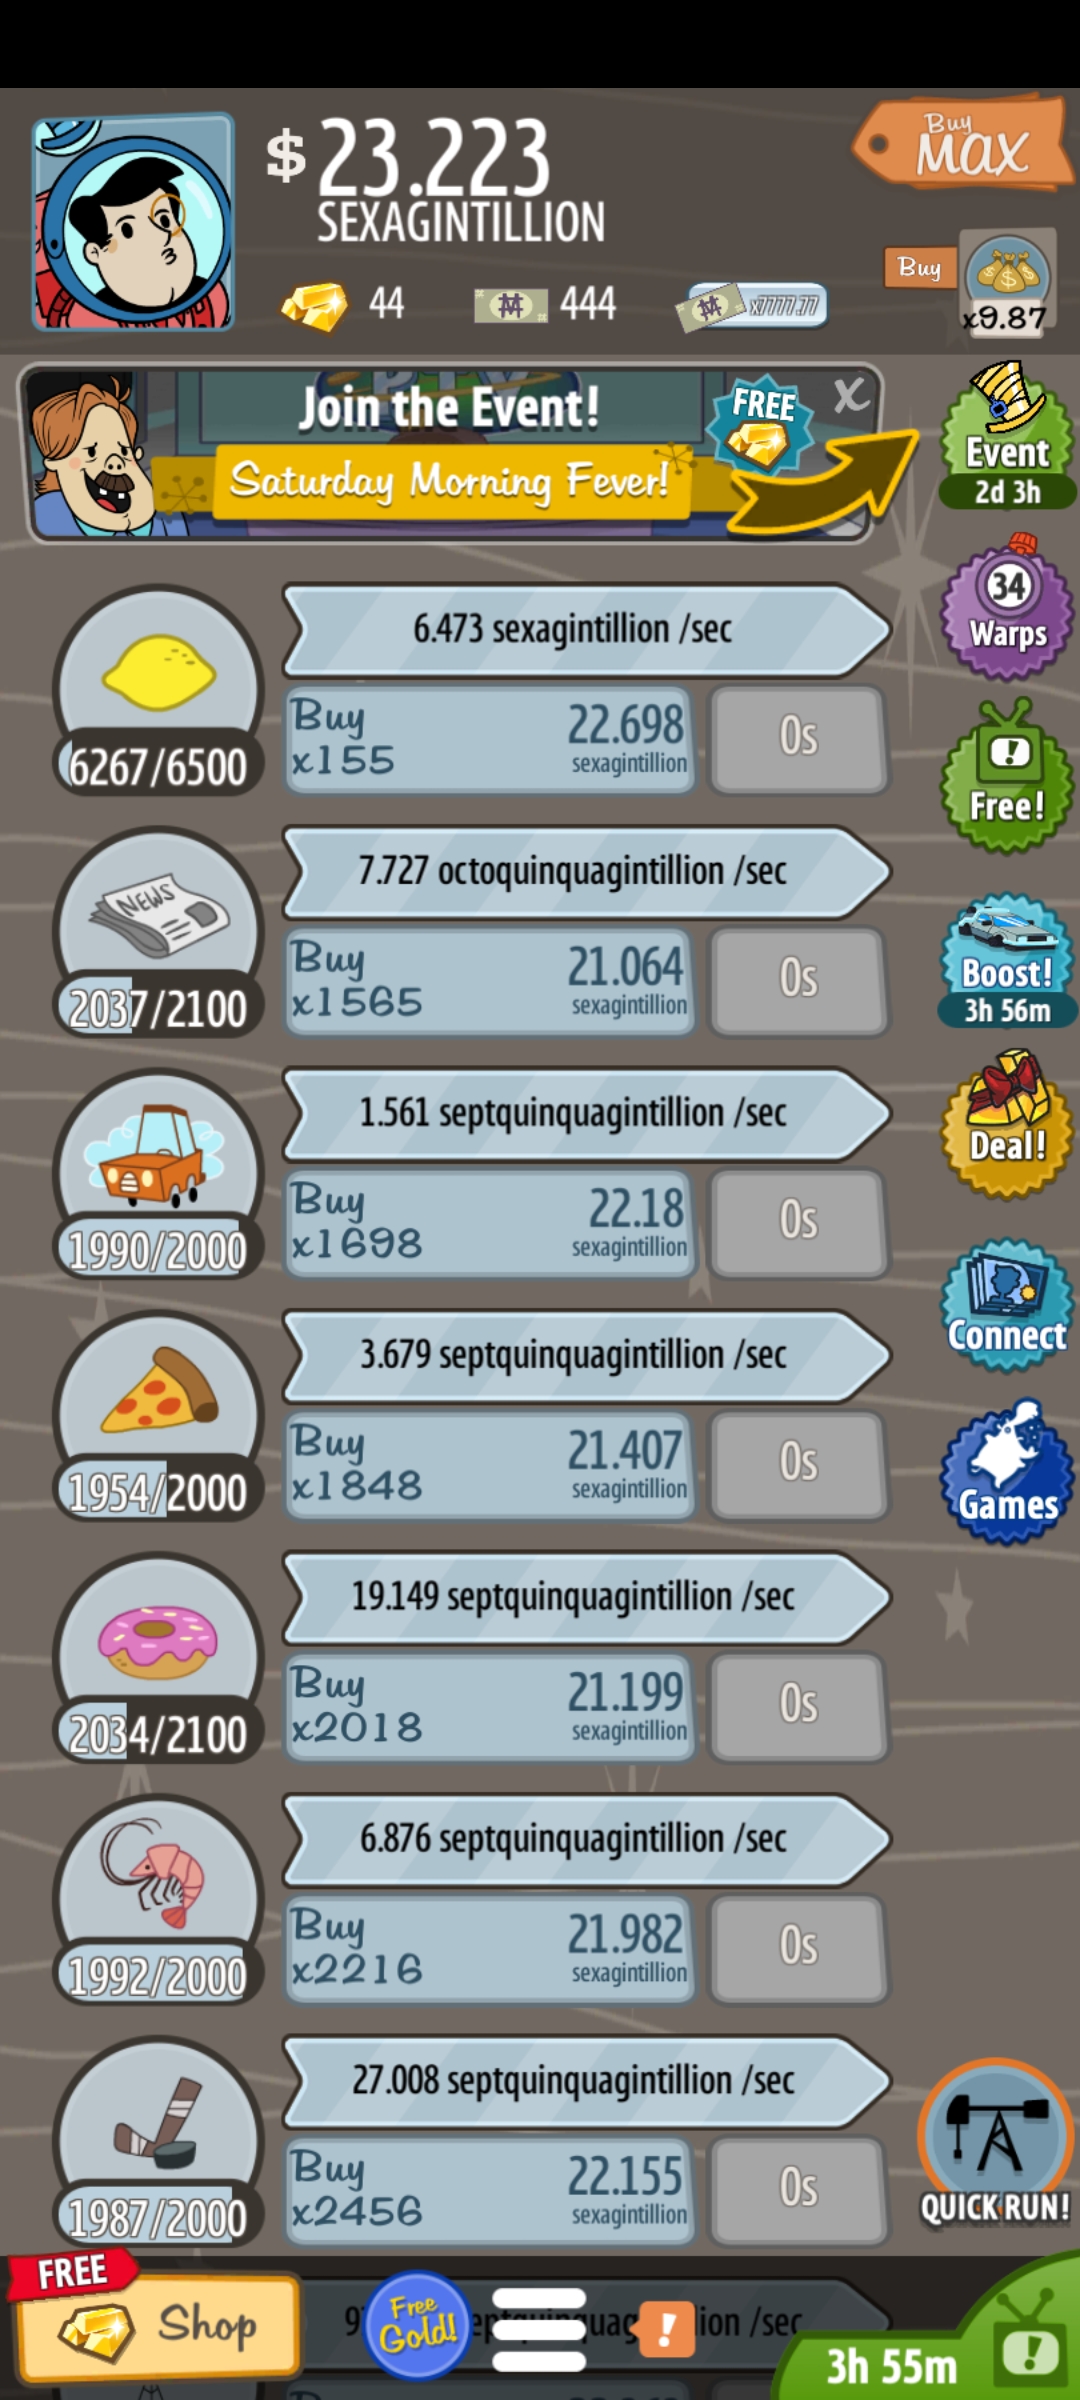 $ 23.223
SEXAGINTILLION
Buy
MAX
44
444
x7777.77
Buy
x9.87
Join the Event!
Saturday Morning Fever!
FREE
X
Event
2d 3h
34
Warps
Free!
Boost!
3h 56m
Deal!
Connect
Games
6.473 sexagintillion /sec
6267/6500
Buy
x155
22.698
sexagintillion
0s
NEWS
7.727 octoquinquagintillion /sec
2037/2100
Buy
x1565
21.064
sexagintillion
0s
1.561 septquinquagintillion /sec
1990/2000
Buy
x1698
22.18
sexagintillion
0s
3.679 septquinquagintillion /sec
1954/2000
Buy
x1848
21.407
sexagintillion
0s
19.149 septquinquagintillion /sec
2034/2100
Buy
x2018
21.199
sexagintillion
0s
6.876 septquinquagintillion /sec
1992/2000
Buy
x2216
21.982
sexagintillion
0s
27.008 septquinquagintillion /sec
1987/2000
Buy
x2456
22.155
sexagintillion
0s
QUICK RUN!
FREE
Shop
Free
Gold!
!
/sec
3h 55m
!